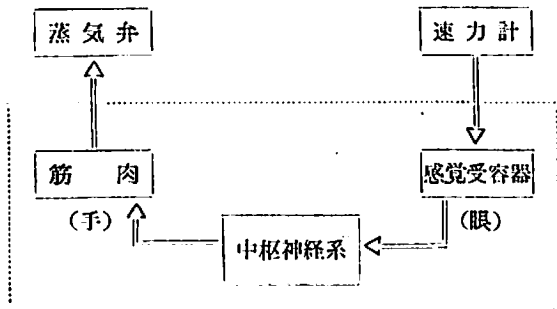 蒸気弁
速力計
筋肉
感覚受容器
(手)
(眼)
中枢神経系